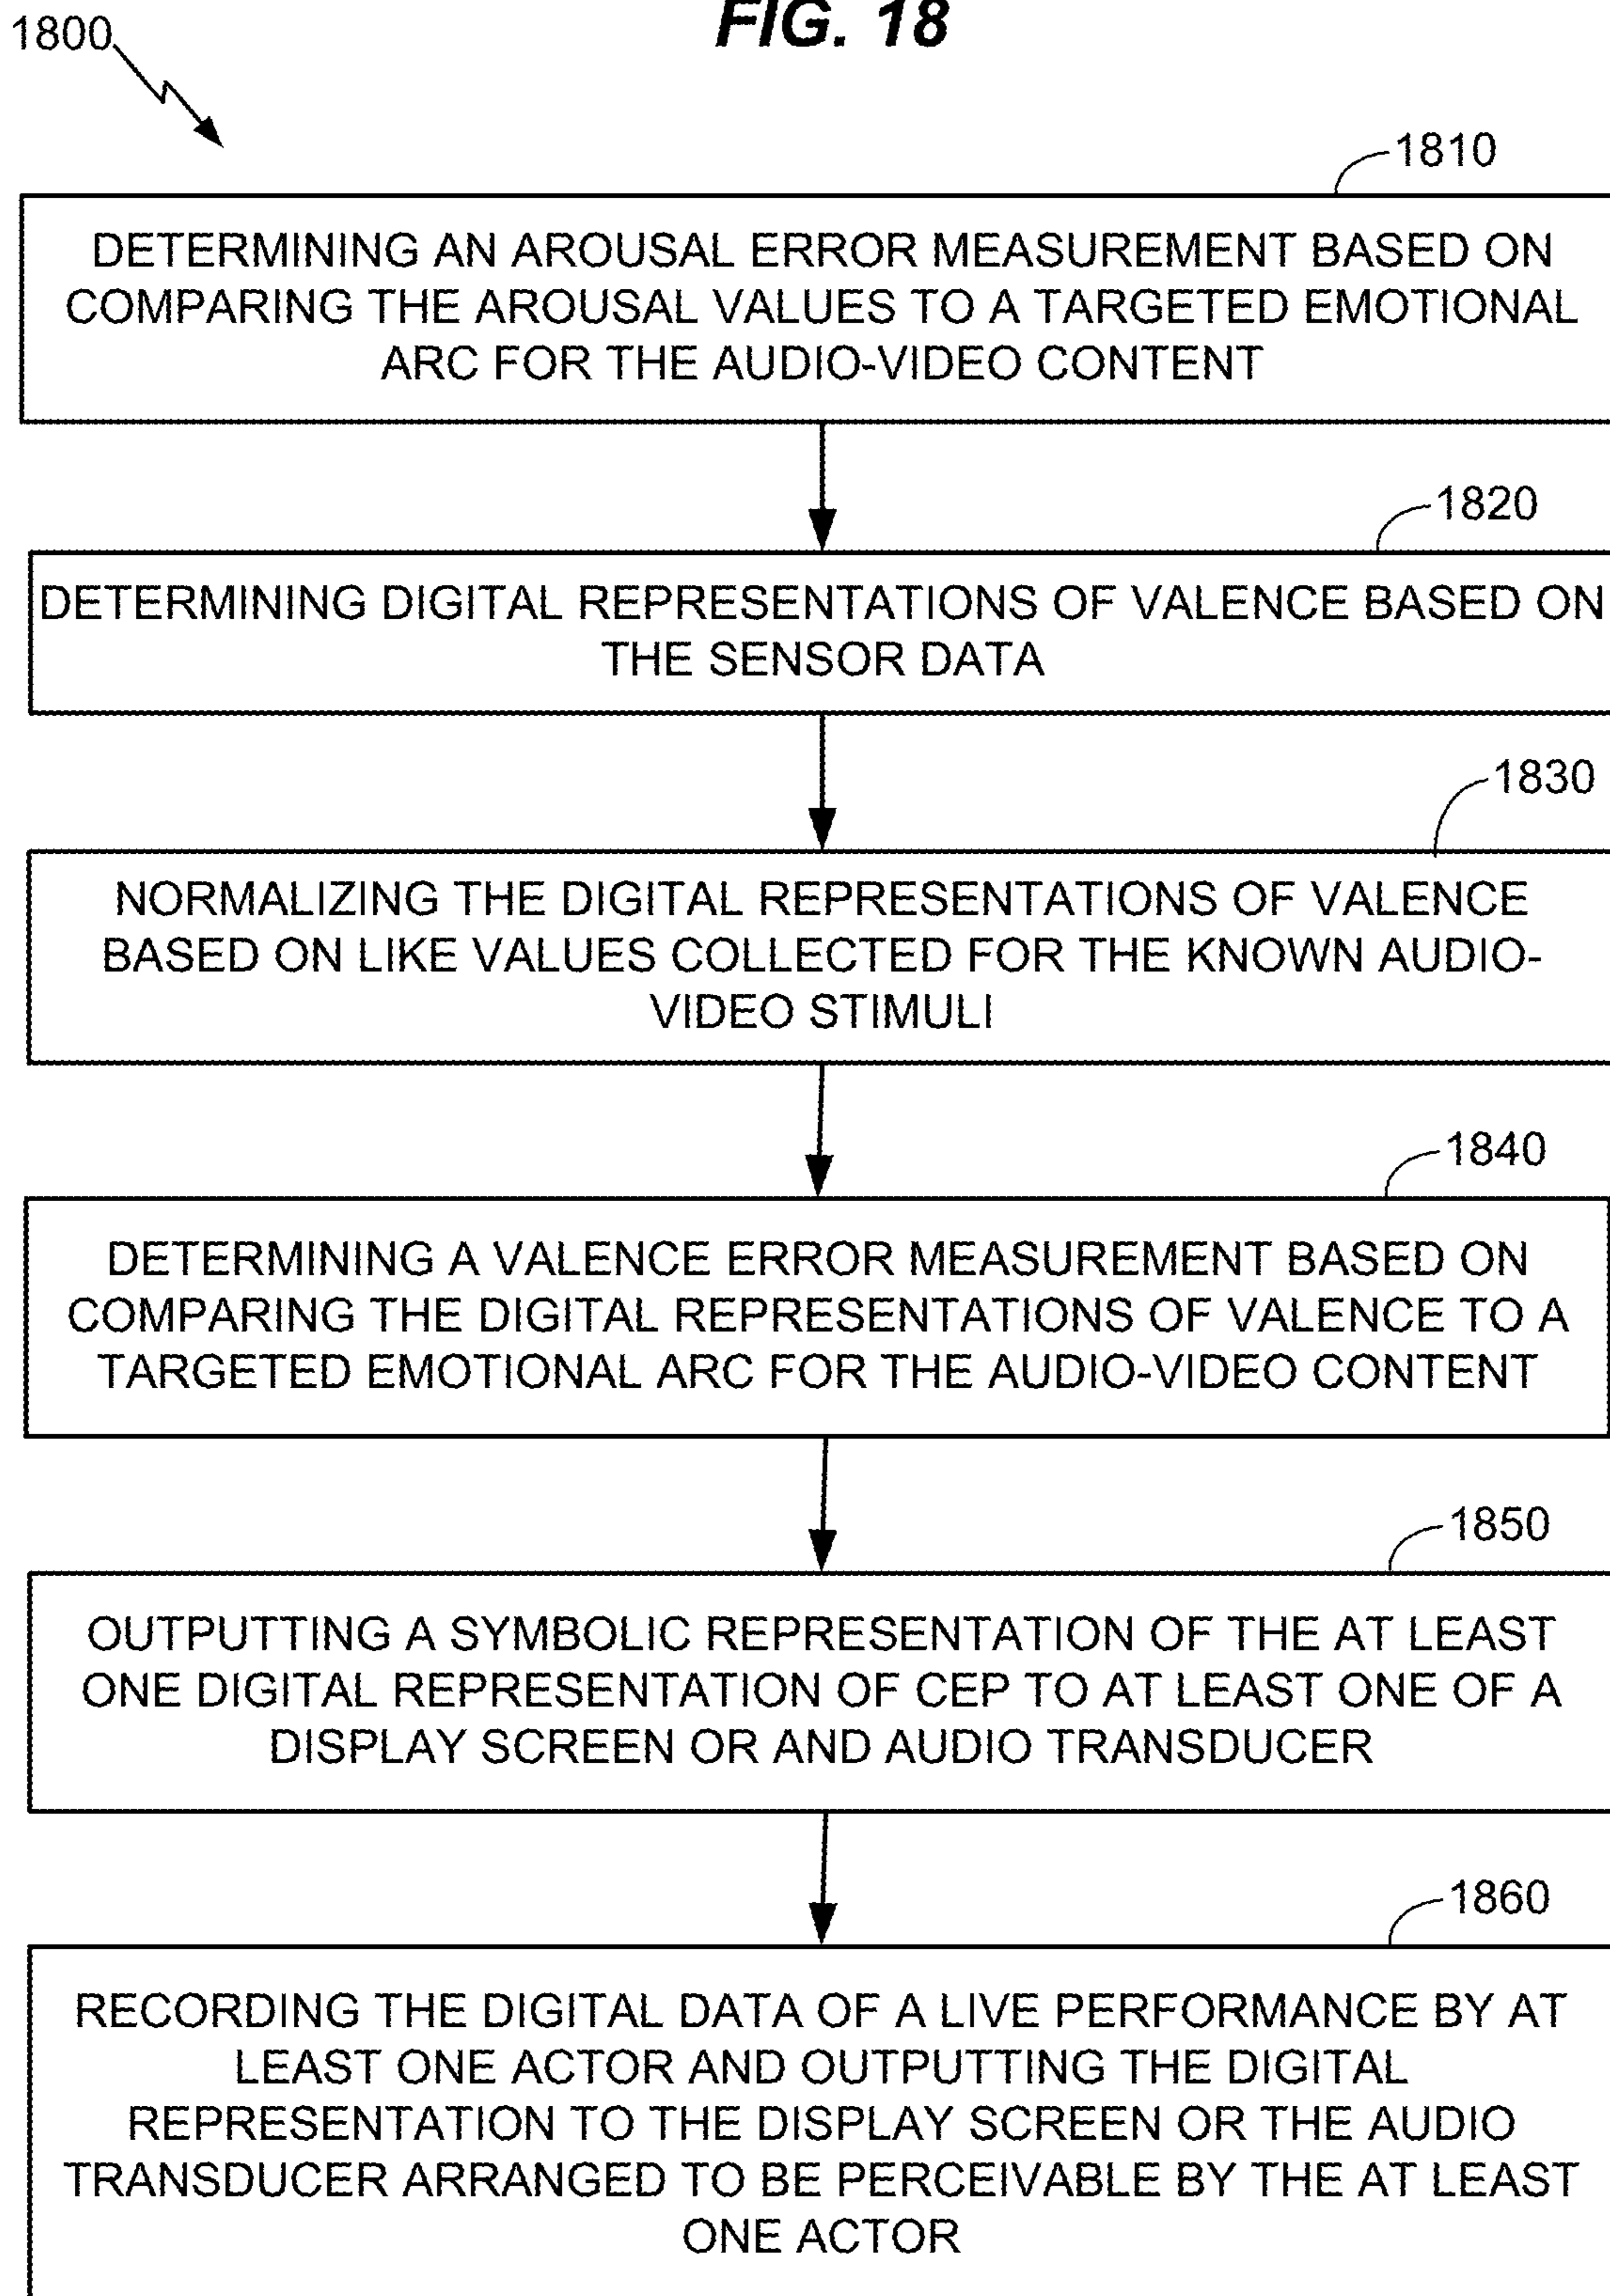 FIG. 18
1800
1810
DETERMINING AN AROUSAL ERROR MEASUREMENT BASED ON
COMPARING THE AROUSAL VALUES TO A TARGETED EMOTIONAL
ARC FOR THE AUDIO-VIDEO CONTENT
1820
DETERMINING DIGITAL REPRESENTATIONS OF VALENCE BASED ON
THE SENSOR DATA
1830
NORMALIZING THE DIGITAL REPRESENTATIONS OF VALENCE
BASED ON LIKE VALUES COLLECTED FOR THE KNOWN AUDIO-
VIDEO STIMULI
1840
DETERMINING A VALENCE ERROR MEASUREMENT BASED ON
COMPARING THE DIGITAL REPRESENTATIONS OF VALENCE TO A
TARGETED EMOTIONAL ARC FOR THE AUDIO-VIDEO CONTENT
1850
OUTPUTTING A SYMBOLIC REPRESENTATION OF THE AT LEAST
ONE DIGITAL REPRESENTATION OF CEP TO AT LEAST ONE OF A
DISPLAY SCREEN OR AND AUDIO TRANSDUCER
1860
RECORDING THE DIGITAL DATA OF A LIVE PERFORMANCE BY AT
LEAST ONE ACTOR AND OUTPUTTING THE DIGITAL
REPRESENTATION TO THE DISPLAY SCREEN OR THE AUDIO
TRANSDUCER ARRANGED TO BE PERCEIVABLE BY THE AT LEAST
ONE ACTOR